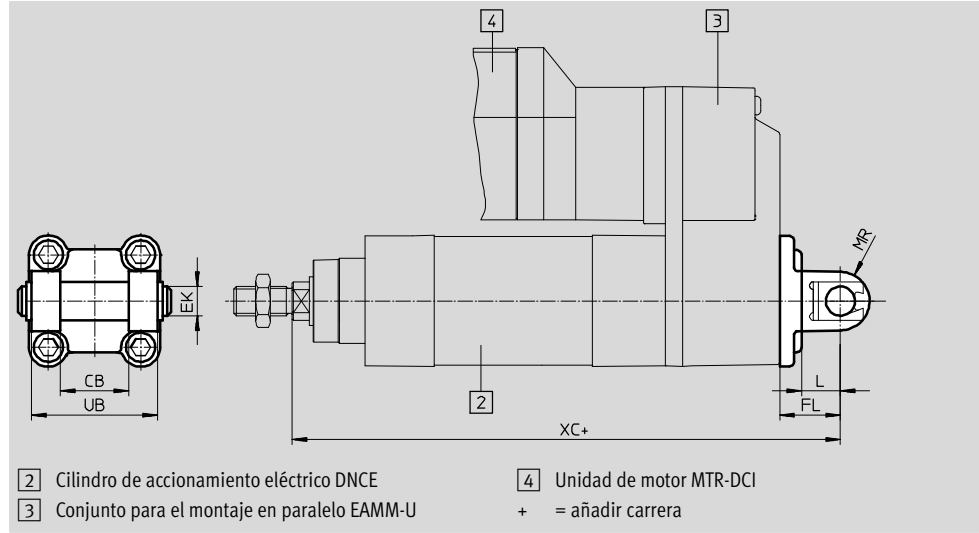 4
3
MR
EK
CB
UB
L
FL
2
XC+
2 Cilindro de accionamiento eléctrico DNCE
3 Conjunto para el montaje en paralelo EAMM-U
4 Unidad de motor MTR-DCI
+ = añadir carrera